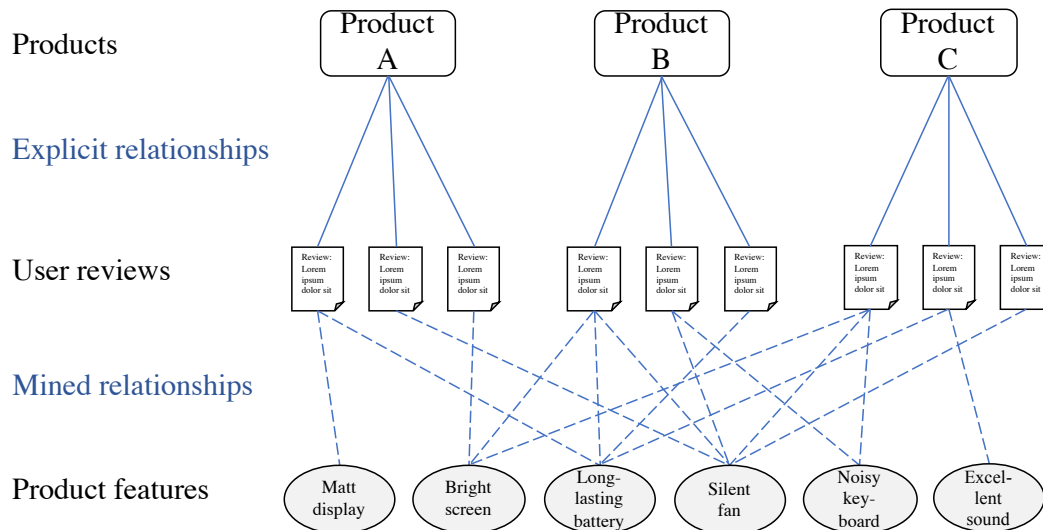 Products
Product
A
Product
B
Product
C
Explicit relationships
User reviews
Review:
Lorem
ipsum
dolor sit
Review:
Lorem
ipsum
dolor sit
Review:
Lorem
ipsum
dolor sit
Review:
Lorem
ipsum
dolor sit
Review:
Lorem
ipsum
dolor sit
Review:
Lorem
ipsum
dolor sit
Review:
Lorem
ipsum
dolor sit
Review:
Lorem
ipsum
dolor sit
Review:
Lorem
ipsum
dolor sit
Mined relationships
Product features
Matt
display
Bright
screen
Long-
lasting
battery
Silent
fan
Noisy
key-
board
Excel-
lent
sound